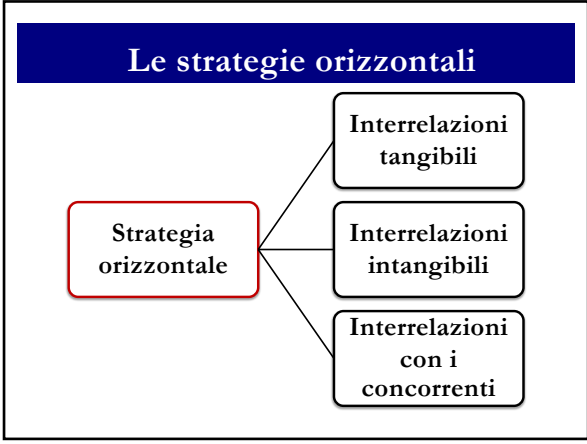 Le strategie orizzontali
Interrelazioni
tangibili
Strategia
orizzontale
Interrelazioni
intangibili
Interrelazioni
con i
concorrenti